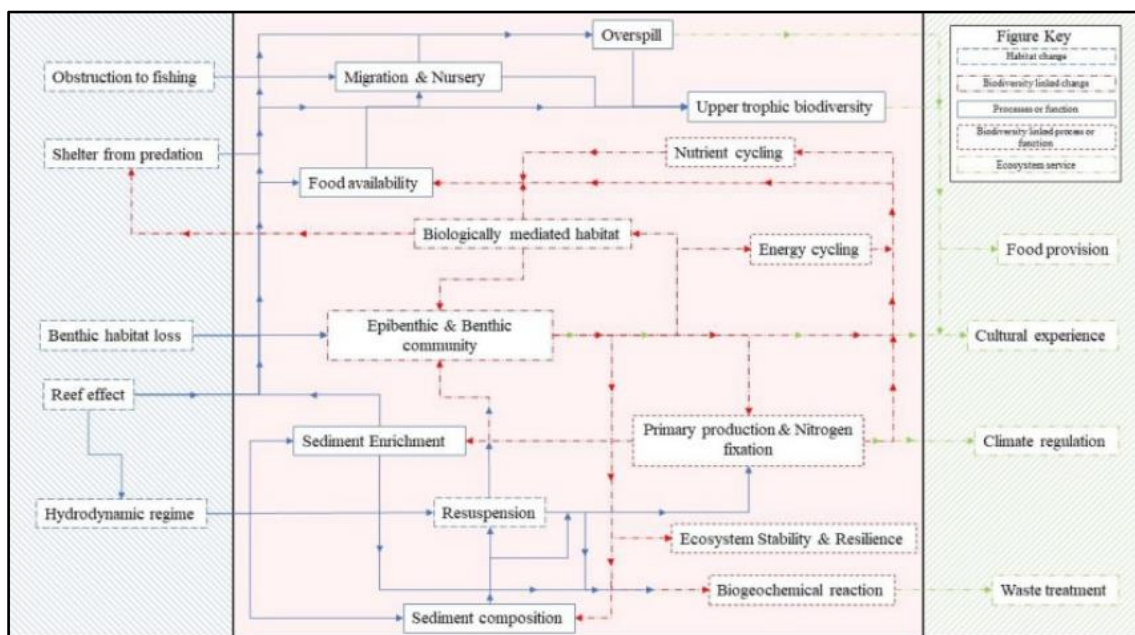 Overspill
Figure Key
Habitat change
Biodiversity linked change
Processes or function
Biodiversity linked process or
function
Ecosystem service
Obstruction to fishing
Migration & Nursery
Upper trophic biodiversity
Shelter from predation
Nutrient cycling
Food availability
Biologically mediated habitat
Energy cycling
Food provision
Benthic habitat loss
Epibenthic & Benthic
community
Cultural experience
Reef effect
Sediment Enrichment
Primary production & Nitrogen
fixation
Climate regulation
Hydrodynamic regime
Resuspension
Ecosystem Stability & Resilience
Biogeochemical reaction
Waste treatment
Sediment composition